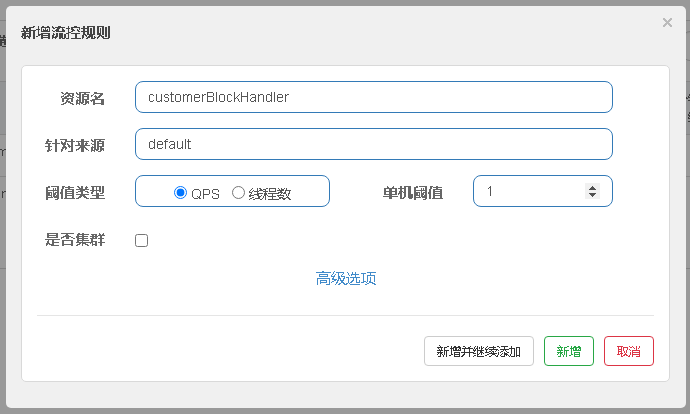 新增流控规则
×
资源名 customerBlockHandler
针对来源 default
阈值类型 QPS 线程数 单机阈值 1
是否集群
高级选项
新增并继续添加 新增 取消